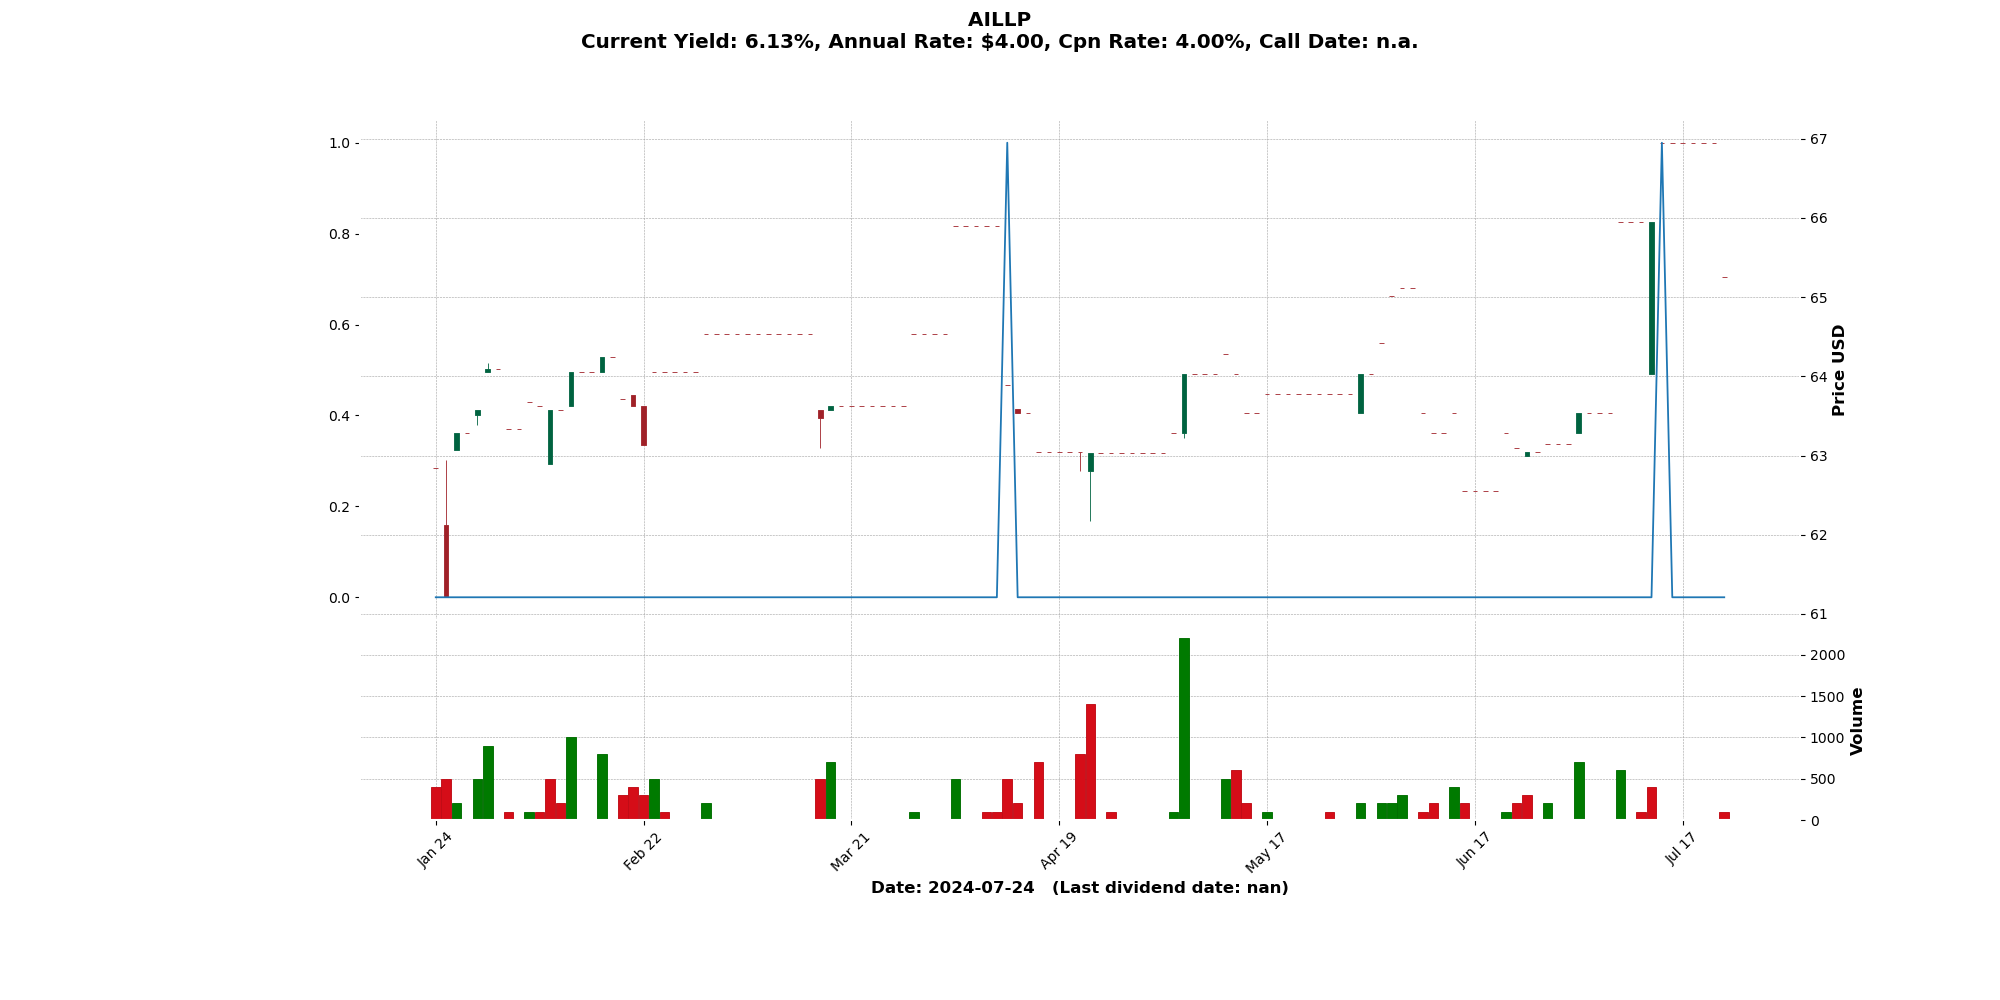 AILLP
Current Yield: 6.13%, Annual Rate: $4.00, Cpn Rate: 4.00%, Call Date: n.a.
1.0
0.8
0.6
0.4
0.2
0.0
67
66
65
64
63
62
61
Price USD
2000
1500
1000
500
0
Volume
Jan 24
Feb 22
Mar 21
Apr 19
May 17
Jun 17
Jul 17
Date: 2024-07-24   (Last dividend date: nan)